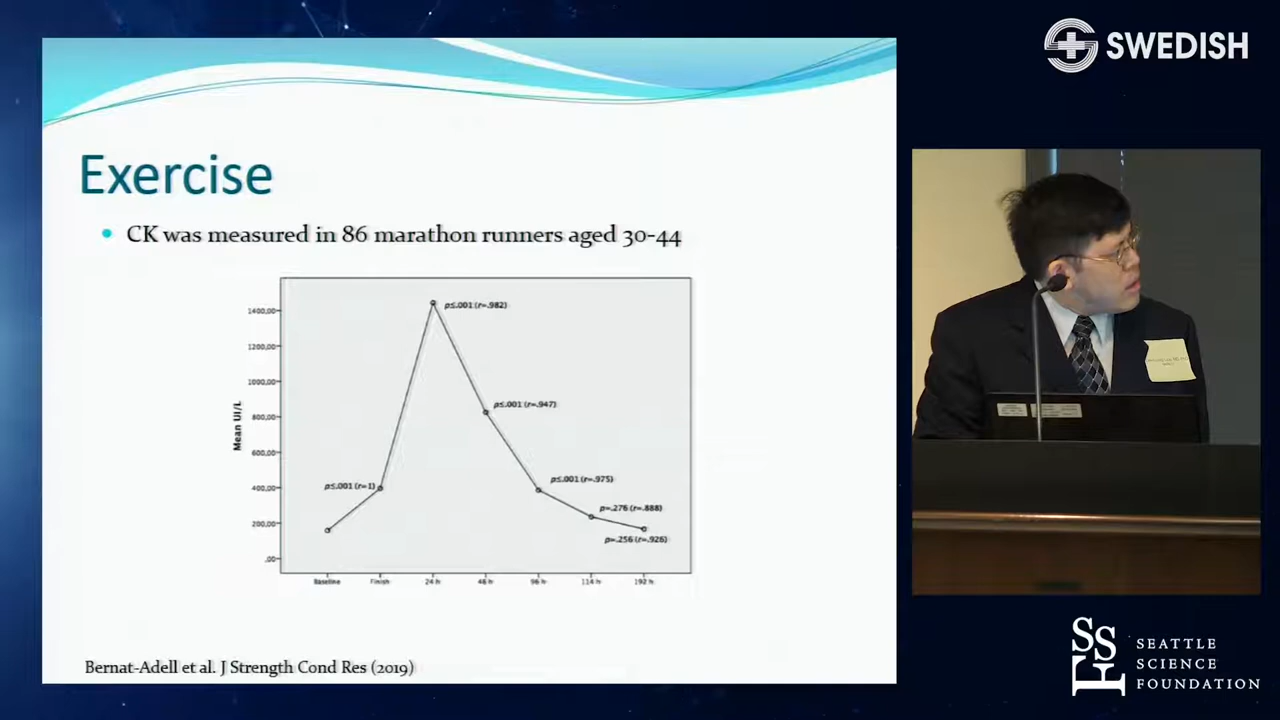 SWEDISH
Exercise
CK was measured in 86 marathon runners aged 30-44
1400,00
1200,00
1000,00
800,00
600,00
400,00
200,00
,00
Mean UI/L
p≤.001 (r=1)
p≤.001 (r=.982)
p≤.001 (r=.947)
p≤.001 (r=.975)
p=.276 (r=.888)
p=.256 (r=.926)
Baseline Finish 24 h 48 h 96 h 114 h 192 h
Bernat-Adell et al. J Strength Cond Res (2019)
SSF
SEATTLE
SCIENCE
FOUNDATION